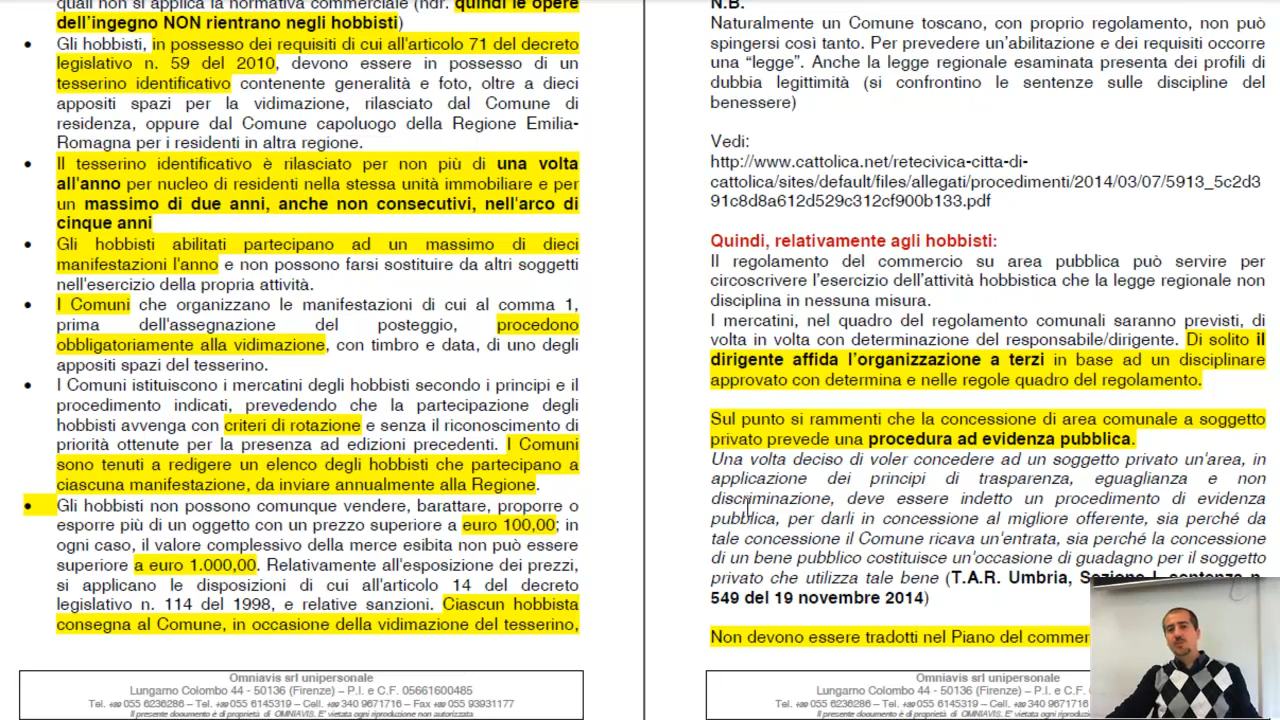 quali non si applica la normativa commerciale (ndr. quindi le opere
dell'ingegno NON rientrano negli hobbisti)
• Gli hobbisti, in possesso dei requisiti di cui all'articolo 71 del decreto
legislativo n. 59 del 2010, devono essere in possesso di un
tesserino identificativo contenente generalità e foto, oltre a dieci
appositi spazi per la vidimazione, rilasciato dal Comune di
residenza, oppure dal Comune capoluogo della Regione Emilia-
Romagna per i residenti in altra regione.
• Il tesserino identificativo è rilasciato per non più di una volta
all'anno per nucleo di residenti nella stessa unità immobiliare e per
un massimo di due anni, anche non consecutivi, nell'arco di
cinque anni
• Gli hobbisti abilitati partecipano ad un massimo di dieci
manifestazioni l'anno e non possono farsi sostituire da altri soggetti
nell'esercizio della propria attività.
• I Comuni che organizzano le manifestazioni di cui al comma 1,
prima dell'assegnazione del posteggio, procedono
obbligatoriamente alla vidimazione, con timbro e data, di uno degli
appositi spazi del tesserino.
• I Comuni istituiscono i mercatini degli hobbisti secondo i principi e il
procedimento indicati, prevedendo che la partecipazione degli
hobbisti avvenga con criteri di rotazione e senza il riconoscimento di
priorità ottenute per la presenza ad edizioni precedenti. I Comuni
sono tenuti a redigere un elenco degli hobbisti che partecipano a
ciascuna manifestazione, da inviare annualmente alla Regione.
• Gli hobbisti non possono comunque vendere, barattare, proporre o
esporre più di un oggetto con un prezzo superiore a euro 100,00; in
ogni caso, il valore complessivo della merce esibita non può essere
superiore a euro 1.000,00. Relativamente all'esposizione dei prezzi,
si applicano le disposizioni di cui all'articolo 14 del decreto
legislativo n. 114 del 1998, e relative sanzioni. Ciascun hobbista
consegna al Comune, in occasione della vidimazione del tesserino,
Omniavis srl unipersonale
Lungarno Colombo 44 - 50136 (Firenze) – P.I. e C.F. 05661600485
Tel. +39 055 6236286 – Tel. 055 6145319 – Cell. +39 340 9671716 – Fax +39 055 93931177
Il presente documento è di proprietà di OMNIAVIS. E' vietata ogni riproduzione non autorizzata
N.B.
Naturalmente un Comune toscano, con proprio regolamento, non può
spingersi così tanto. Per prevedere un'abilitazione e dei requisiti occorre
una "legge". Anche la legge regionale esaminata presenta dei profili di
dubbia legittimità (si confrontino le sentenze sulle discipline del
benessere)
Vedi:
http://www.cattolica.net/retecivica-citta-di-
cattolica/sites/default/files/allegati/procedimenti/2014/03/07/5913_5c2d3
91c8d8a612d529c312cf900b133.pdf
Quindi, relativamente agli hobbisti:
Il regolamento del commercio su area pubblica può servire per
circoscrivere l'esercizio dell'attività hobbistica che la legge regionale non
disciplina in nessuna misura.
I mercatini, nel quadro del regolamento comunali saranno previsti, di
volta in volta con determinazione del responsabile/dirigente. Di solito il
dirigente affida l'organizzazione a terzi in base ad un disciplinare
approvato con determina e nelle regole quadro del regolamento.
Sul punto si rammenti che la concessione di area comunale a soggetto
privato prevede una procedura ad evidenza pubblica.
Una volta deciso di voler concedere ad un soggetto privato un'area, in
applicazione dei principi di trasparenza, eguaglianza e non
discriminazione, deve essere indetto un procedimento di evidenza
pubblica, per darli in concessione al migliore offerente, sia perché da
tale concessione il Comune ricava un'entrata, sia perché la concessione
di un bene pubblico costituisce un'occasione di guadagno per il soggetto
privato che utilizza tale bene (T.A.R. Umbria, Sezione I, sentenza n.
549 del 19 novembre 2014)
Non devono essere tradotti nel Piano del commer
Omniavis srl unipersonale
Lungarno Colombo 44 - 50136 (Firenze) – P.I. e C.F.
Tel. +39 055 6236286 – Tel. +39 055 6145319 – Cell. +39 340 9671716
Il presente documento è di proprietà di OMNIAVIS. E' vietata ogni